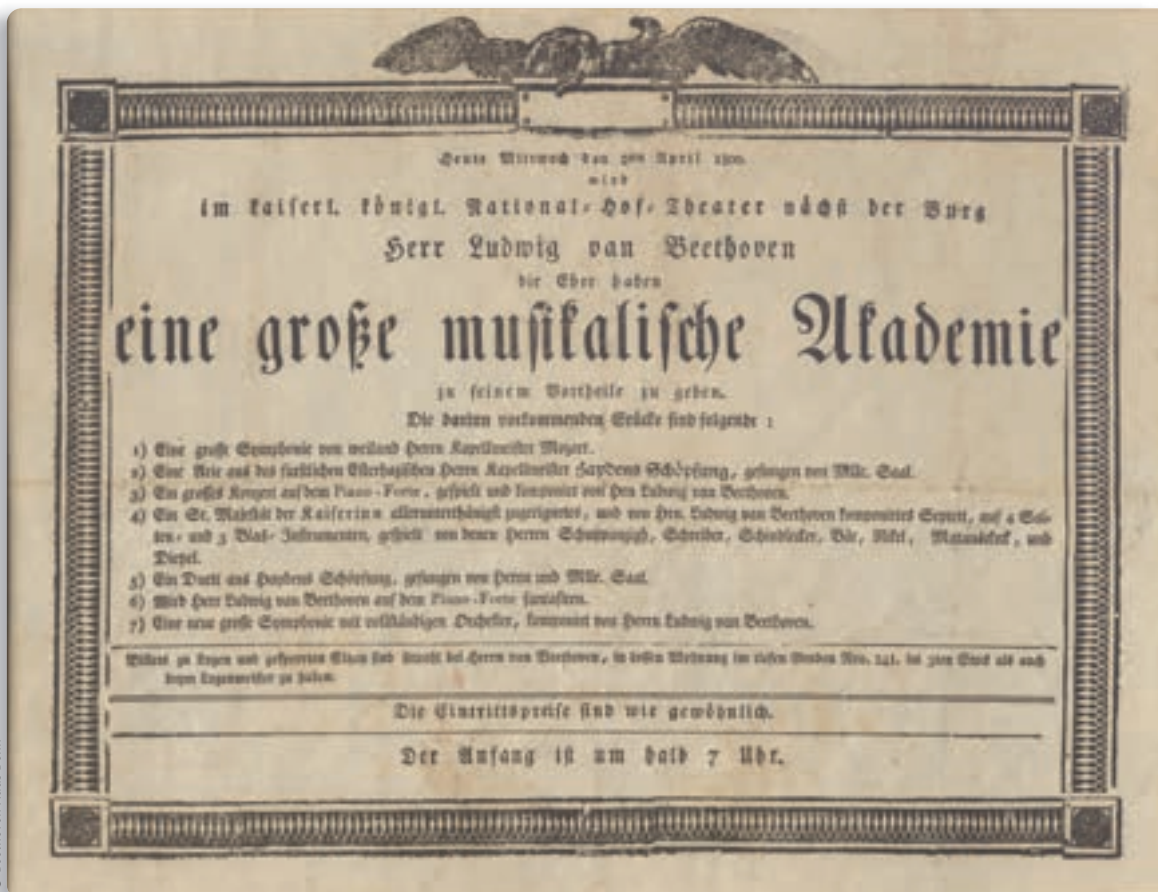 Heute Mittwoch den 2ten April 1800.
wird
im kaiserl. königl. National-Hof-Theater nächst der Burg
Herr Ludwig van Beethoven
die Ehre haben
eine große musikalische Akademie
zu seinem Vortheile zu geben.
Die darinn vorkommenden Stücke sind folgende:
1) Eine große Symphonie von weiland Herrn Kapellmeister Mozart.
2) Eine Arie aus des fürstlichen Esterhazischen Herrn Kapellmeister Haydens Schöpfung, gesungen von Mlle. Saal.
3) Ein großes Konzert auf dem Piano-Forte, gespielt und komponirt von Hrn. Ludwig van Beethoven.
4) Ein Sr. Majestät der Kaiserinn allerunterthänigst zugeeignetes, und von Hrn. Ludwig van Beethoven komponirtes Septett, auf 4 Sai-
ten- und 3 Blas-Instrumenten, gespielt von denen Herren Schuppanzigh, Schreiber, Schindlecker, Bär, Nikel, Matauschek, und
Dietzel.
5) Ein Duett aus Haydens Schöpfung, gesungen von Herrn und Mlle. Saal.
6) Wird Herr Ludwig van Beethoven auf dem Piano-Forte fantasiren.
7) Eine neue große Symphonie mit vollständigem Orchester, komponirt von Herrn Ludwig van Beethoven.
Billets zu Logen und gesperrten Sitzen sind sowohl bei Herrn van Beethoven, in dessen Wohnung im tiefen Graben Nro. 241. im 3ten Stock als auch
beym Logenmeister zu haben.
Die Eintrittspreise sind wie gewöhnlich.
Der Anfang ist um halb 7 Uhr.